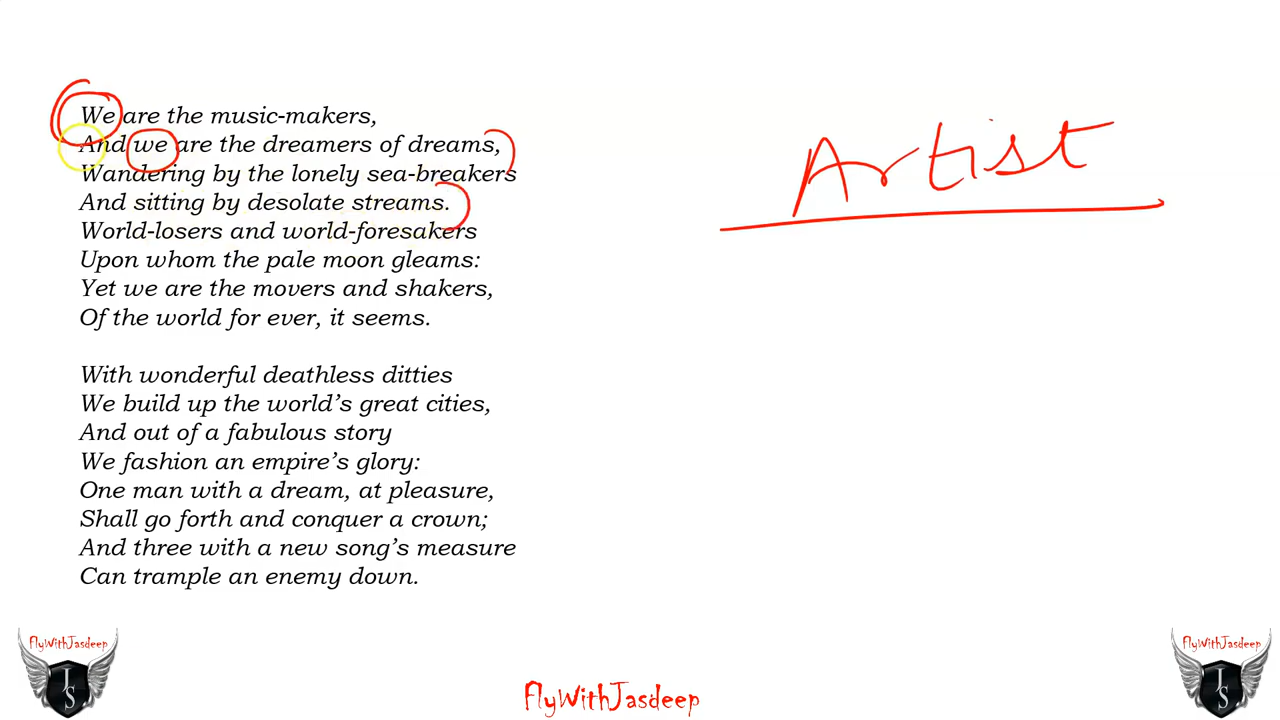 We are the music-makers,
And we are the dreamers of dreams,
Wandering by the lonely sea-breakers
And sitting by desolate streams.
World-losers and world-foresakers
Upon whom the pale moon gleams:
Yet we are the movers and shakers,
Of the world for ever, it seems.
With wonderful deathless ditties
We build up the world's great cities,
And out of a fabulous story
We fashion an empire's glory:
One man with a dream, at pleasure,
Shall go forth and conquer a crown;
And three with a new song's measure
Can trample an enemy down.
Artist
FlyWithJasdeep
JS
FlyWithJasdeep
FlyWithJasdeep
JS